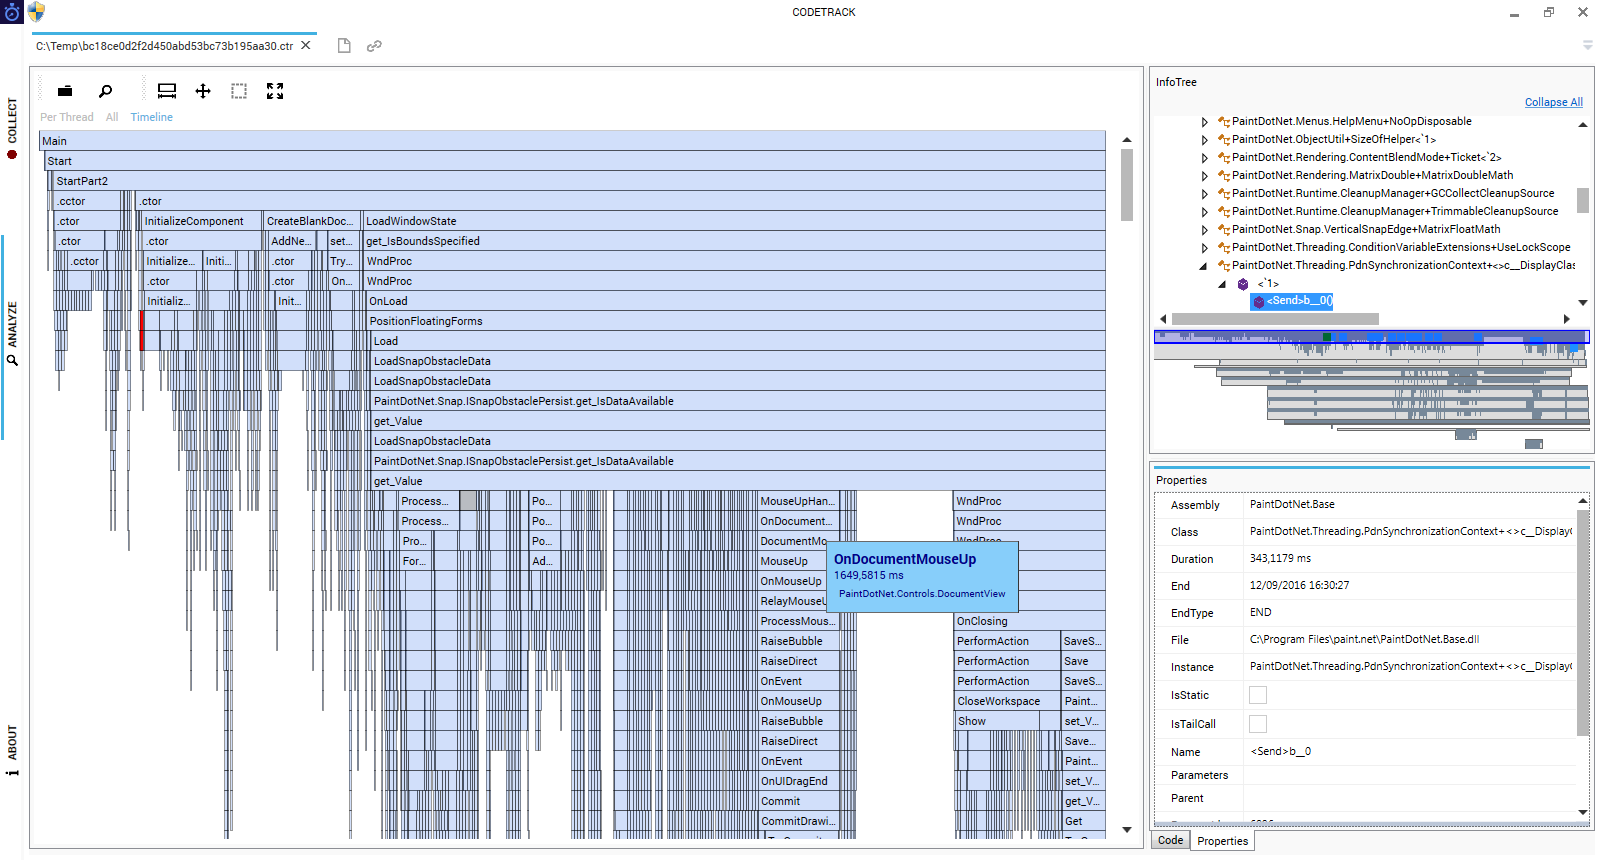 CODETRACK
C:\Temp\bc18ce0d2f2d450abd53bc73b195aa30.ctr
COLLECT
ANALYZE
ABOUT
Per Thread All Timeline
Main
Start
StartPart2
.cctor .ctor
.ctor InitializeComponent CreateBlankDoc... LoadWindowState
.ctor .ctor AddNe... set... get_IsBoundsSpecified
.cctor Initialize... Initi... .ctor Try... WndProc
.ctor .ctor On... WndProc
Initializ... Init... OnLoad
PositionFloatingForms
Load
LoadSnapObstacleData
LoadSnapObstacleData
PaintDotNet.Snap.ISnapObstaclePersist.get_IsDataAvailable
get_Value
LoadSnapObstacleData
PaintDotNet.Snap.ISnapObstaclePersist.get_IsDataAvailable
get_Value
Process... Po... MouseUpHan... WndProc
Process... Po... OnDocument... WndProc
Pro... Po... DocumentMo... WndProc
For... Ad... MouseUp
OnMouseUp
RelayMouseU
ProcessMous... OnClosing
RaiseBubble PerformAction SaveS...
RaiseDirect PerformAction Save
OnEvent PerformAction SaveS...
OnMouseUp CloseWorkspace Paint...
RaiseBubble Show set_V...
RaiseDirect Save...
OnEvent Paint...
OnUIDragEnd set_V...
Commit get_V...
CommitDrawi... Get
OnDocumentMouseUp
1649,5815 ms
PaintDotNet.Controls.DocumentView
InfoTree
Collapse All
PaintDotNet.Menus.HelpMenu+NoOpDisposable
PaintDotNet.ObjectUtil+SizeOfHelper<`1>
PaintDotNet.Rendering.ContentBlendMode+Ticket<`2>
PaintDotNet.Rendering.MatrixDouble+MatrixDoubleMath
PaintDotNet.Runtime.CleanupManager+GCCollectCleanupSource
PaintDotNet.Runtime.CleanupManager+TrimmableCleanupSource
PaintDotNet.Snap.VerticalSnapEdge+MatrixFloatMath
PaintDotNet.Threading.ConditionVariableExtensions+UseLockScope
PaintDotNet.Threading.PdnSynchronizationContext+<>c__DisplayClas
<`1>
<Send>b__0()
Properties
Assembly PaintDotNet.Base
Class PaintDotNet.Threading.PdnSynchronizationContext+<>c__DisplayC
Duration 343,1179 ms
End 12/09/2016 16:30:27
EndType END
File C:\Program Files\paint.net\PaintDotNet.Base.dll
Instance PaintDotNet.Threading.PdnSynchronizationContext+<>c__DisplayC
IsStatic
IsTailCall
Name <Send>b__0
Parameters
Parent
Code Properties